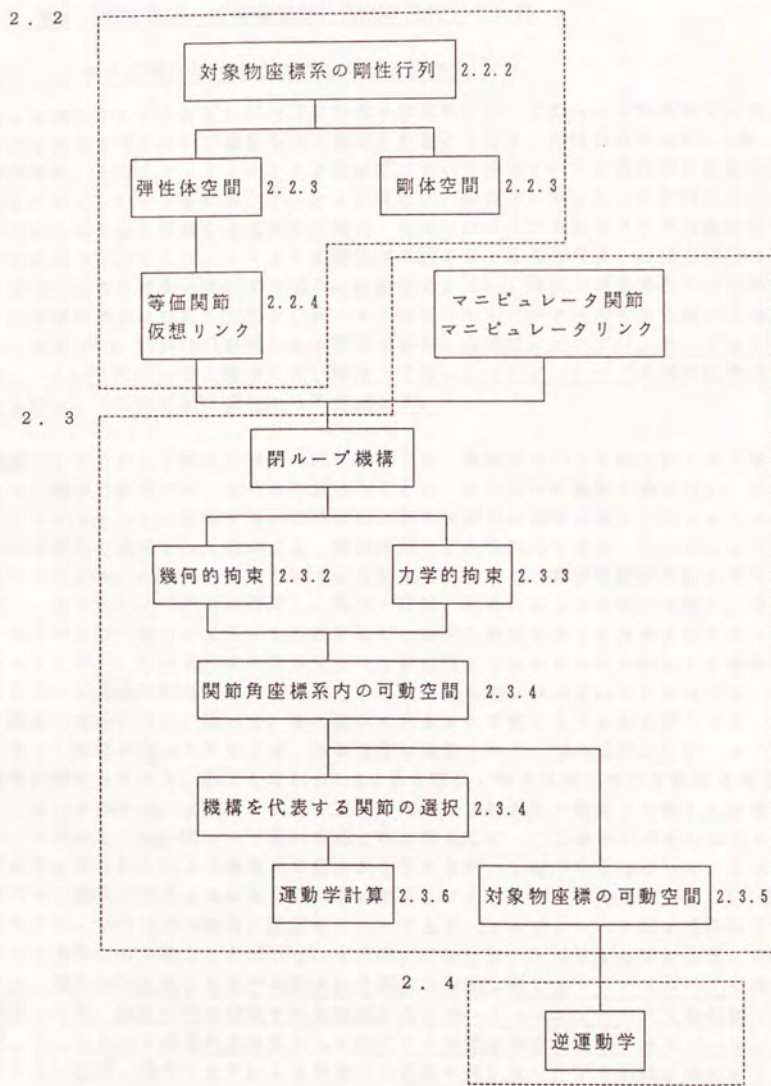 2.2
対象物座標系の剛性行列 2.2.2
弾性体空間 2.2.3
剛体空間 2.2.3
等価関節
仮想リンク
2.2.4
マニピュレータ関節
マニピュレータリンク
2.3
閉ループ機構
幾何的拘束 2.3.2
力学的拘束 2.3.3
関節角座標系内の可動空間 2.3.4
機構を代表する関節の選択 2.3.4
運動学計算 2.3.6
対象物座標の可動空間 2.3.5
2.4
逆運動学